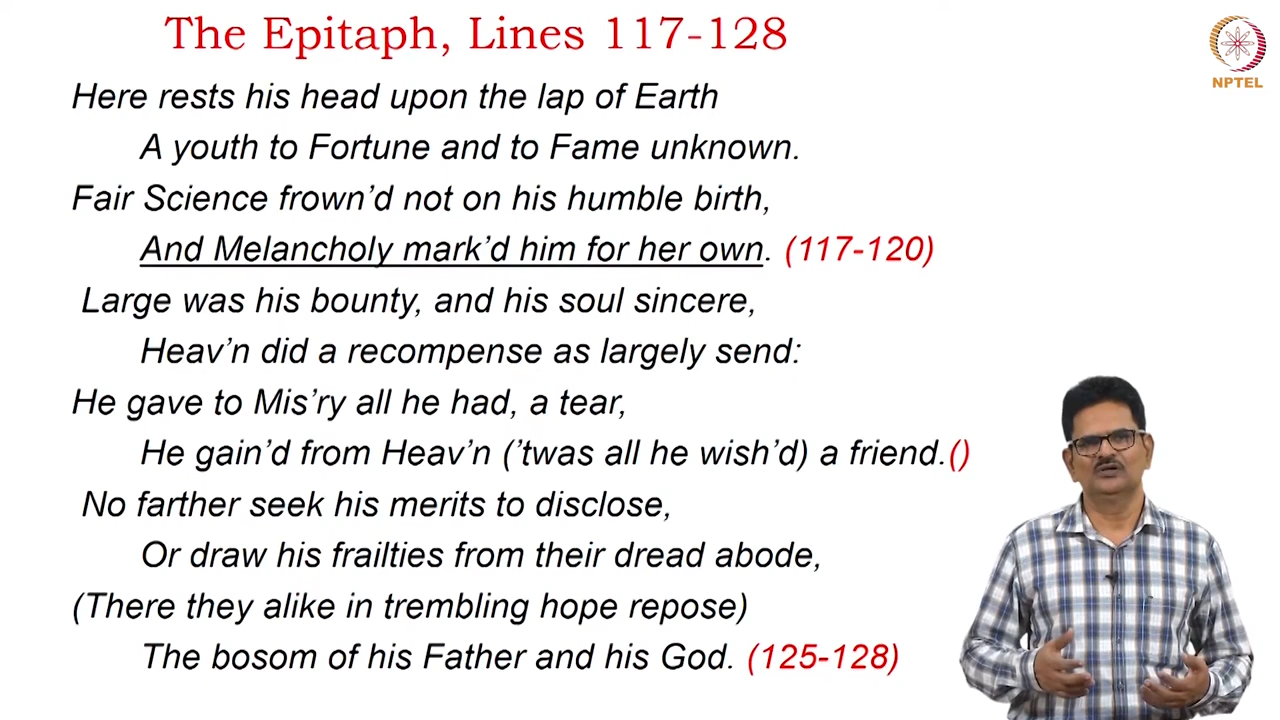 The Epitaph, Lines 117-128
NPTEL
Here rests his head upon the lap of Earth
A youth to Fortune and to Fame unknown.
Fair Science frown’d not on his humble birth,
And Melancholy mark’d him for her own. (117-120)
Large was his bounty, and his soul sincere,
Heav’n did a recompense as largely send:
He gave to Mis’ry all he had, a tear,
He gain’d from Heav’n (’twas all he wish’d) a friend.()
No farther seek his merits to disclose,
Or draw his frailties from their dread abode,
(There they alike in trembling hope repose)
The bosom of his Father and his God. (125-128)